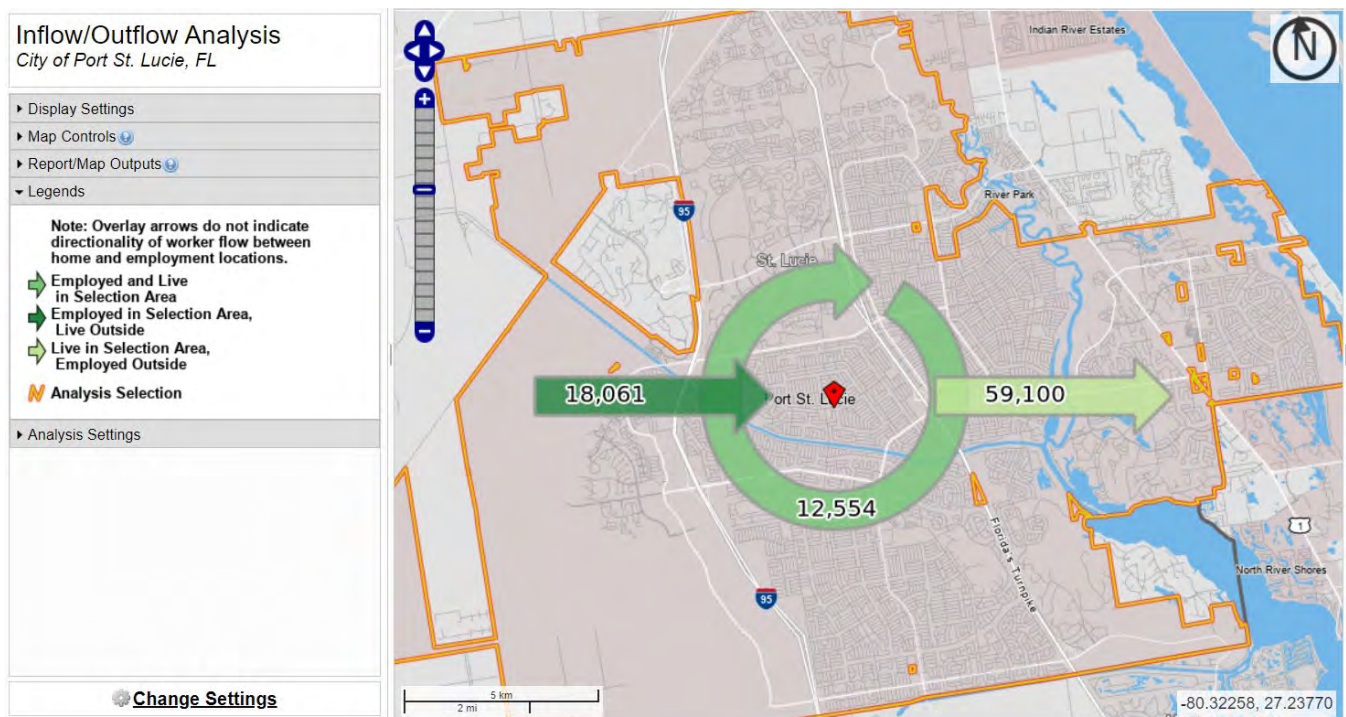 Inflow/Outflow Analysis
City of Port St. Lucie, FL
Display Settings
Map Controls
Report/Map Outputs
Legends
Note: Overlay arrows do not indicate
directionality of worker flow between
home and employment locations.
Employed and Live
in Selection Area
Employed in Selection Area,
Live Outside
Live in Selection Area,
Employed Outside
Analysis Selection
Analysis Settings
Change Settings
Indian River Estates
N
River Park
95
St. Lucie
18,061
Port St. Lucie
59,100
12,554
1
Florida's Turnpike
North River Shores
95
5 km
2 mi
-80.32258, 27.23770